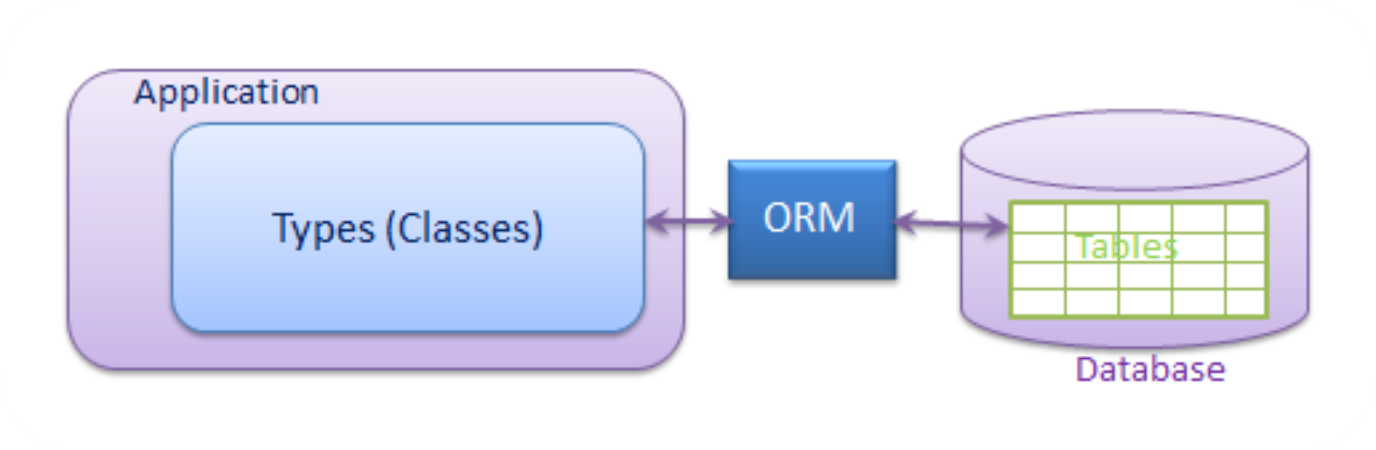 Application
Types (Classes)
ORM
Tables
Database